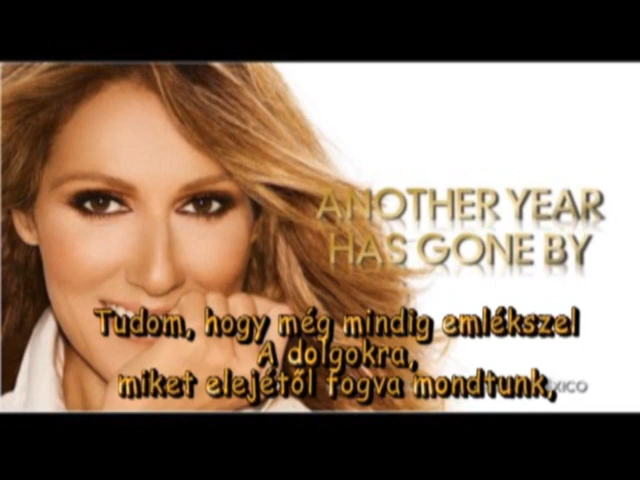 ANOTHER YEAR
HAS GONE BY
Tudom, hogy még mindig emlékszel
A dolgokra,
miket elejétől fogva mondtunk,